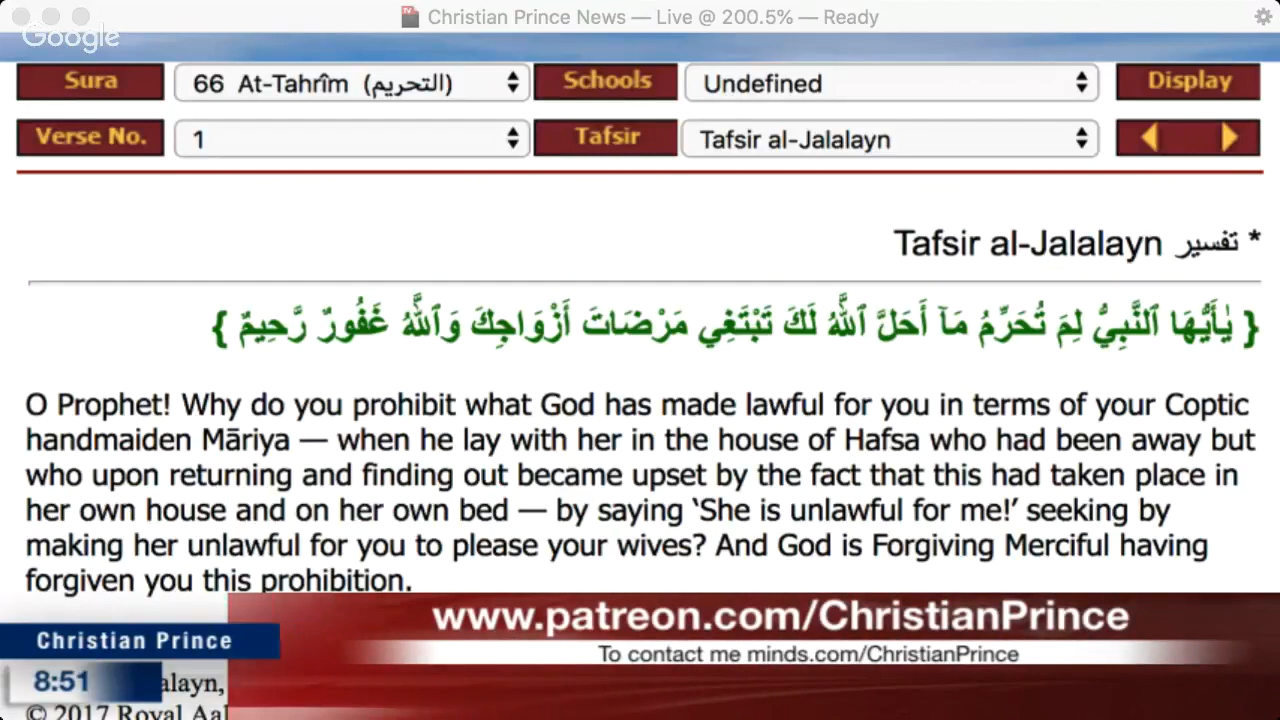 Christian Prince News — Live @ 200.5% — Ready
Google
Sura 66 At-Tahrîm (التحريم) Schools Undefined Display
Verse No. 1 Tafsir Tafsir al-Jalalayn
* تفسير Tafsir al-Jalalayn
{ يٰأَيُّهَا ٱلنَّبِيُّ لِمَ تُحَرِّمُ مَآ أَحَلَّ ٱللَّهُ لَكَ تَبْتَغِي مَرْضَاتَ أَزْوَاجِكَ وَٱللَّهُ غَفُورٌ رَّحِيمٌ }
O Prophet! Why do you prohibit what God has made lawful for you in terms of your Coptic
handmaiden Māriya — when he lay with her in the house of Hafsa who had been away but
who upon returning and finding out became upset by the fact that this had taken place in
her own house and on her own bed — by saying ‘She is unlawful for me!’ seeking by
making her unlawful for you to please your wives? And God is Forgiving Merciful having
forgiven you this prohibition.
www.patreon.com/ChristianPrince
Christian Prince
To contact me minds.com/ChristianPrince
8:51
alayn,
© 2017 Royal Aal